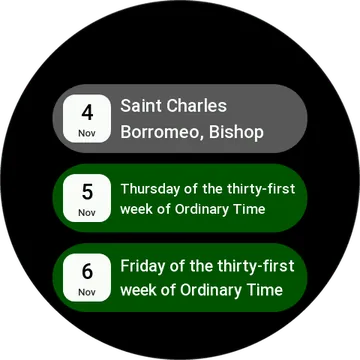 4
Nov
Saint Charles
Borromeo, Bishop
5
Nov
Thursday of the thirty-first
week of Ordinary Time
6
Nov
Friday of the thirty-first
week of Ordinary Time